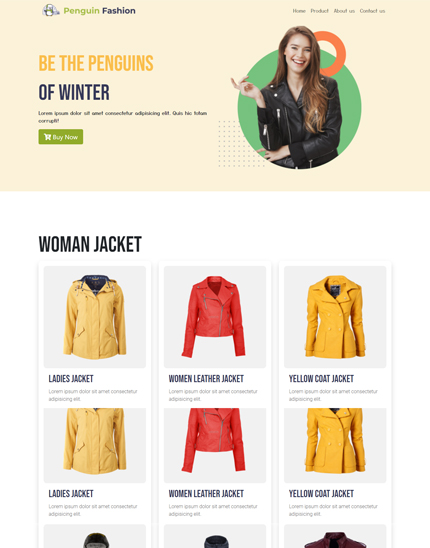 Penguin Fashion
Home Product About us Contact us
BE THE PENGUINS
OF WINTER
Lorem ipsum dolor sit amet consectetur adipisicing elit. Quis hic totam
corrupti!
Buy Now
WOMAN JACKET
LADIES JACKET
Lorem ipsum dolor sit amet consectetur
adipisicing elit.
WOMEN LEATHER JACKET
Lorem ipsum dolor sit amet consectetur
adipisicing elit.
YELLOW COAT JACKET
Lorem ipsum dolor sit amet consectetur
adipisicing elit.
LADIES JACKET
Lorem ipsum dolor sit amet consectetur
adipisicing elit.
WOMEN LEATHER JACKET
Lorem ipsum dolor sit amet consectetur
adipisicing elit.
YELLOW COAT JACKET
Lorem ipsum dolor sit amet consectetur
adipisicing elit.